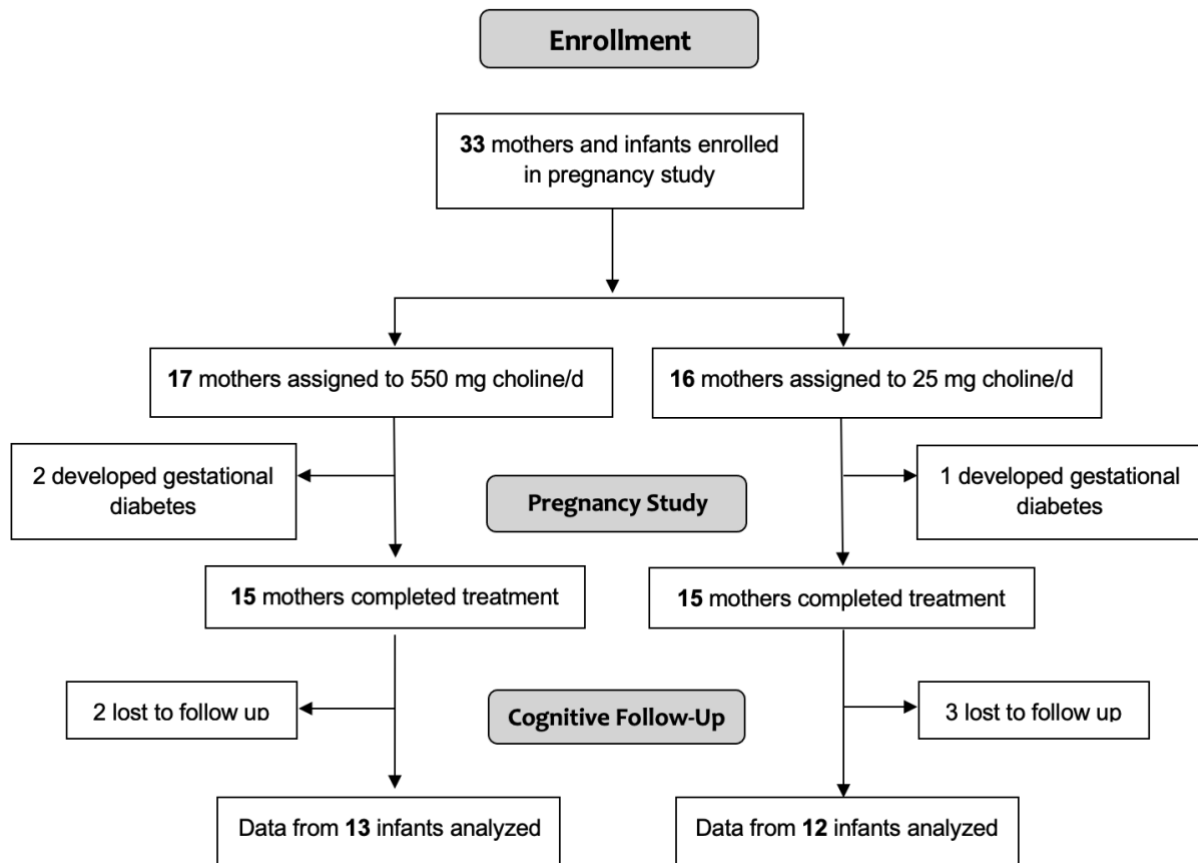 Enrollment
33 mothers and infants enrolled
in pregnancy study
17 mothers assigned to 550 mg choline/d
16 mothers assigned to 25 mg choline/d
2 developed gestational
diabetes
1 developed gestational
diabetes
Pregnancy Study
15 mothers completed treatment
15 mothers completed treatment
2 lost to follow up
3 lost to follow up
Cognitive Follow-Up
Data from 13 infants analyzed
Data from 12 infants analyzed